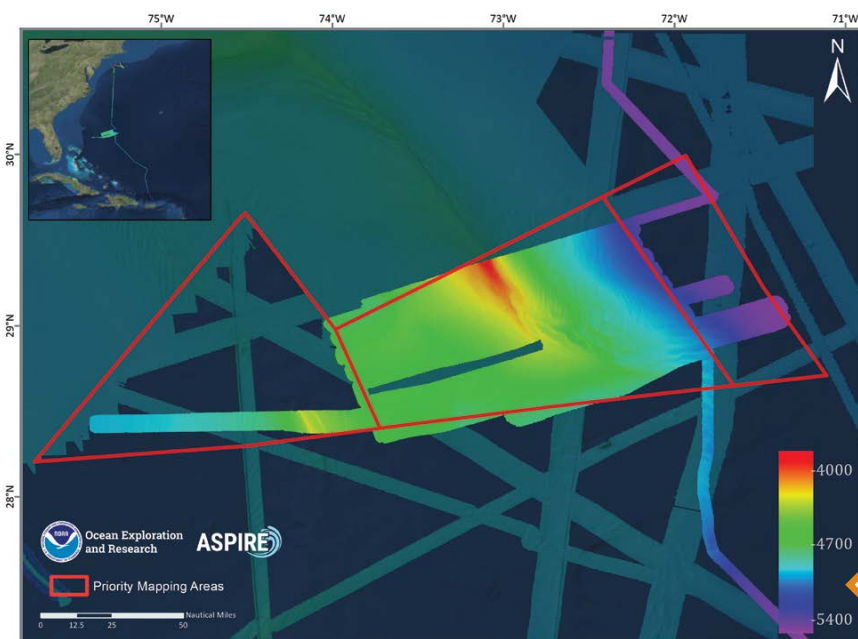 75°W 74°W 73°W 72°W 71°W
N
30°N
29°N
28°N
NOAA
Ocean Exploration
and Research
ASPIRE
Priority Mapping Areas
Nautical Miles
0 12.5 25 50
-4000
-4700
-5400